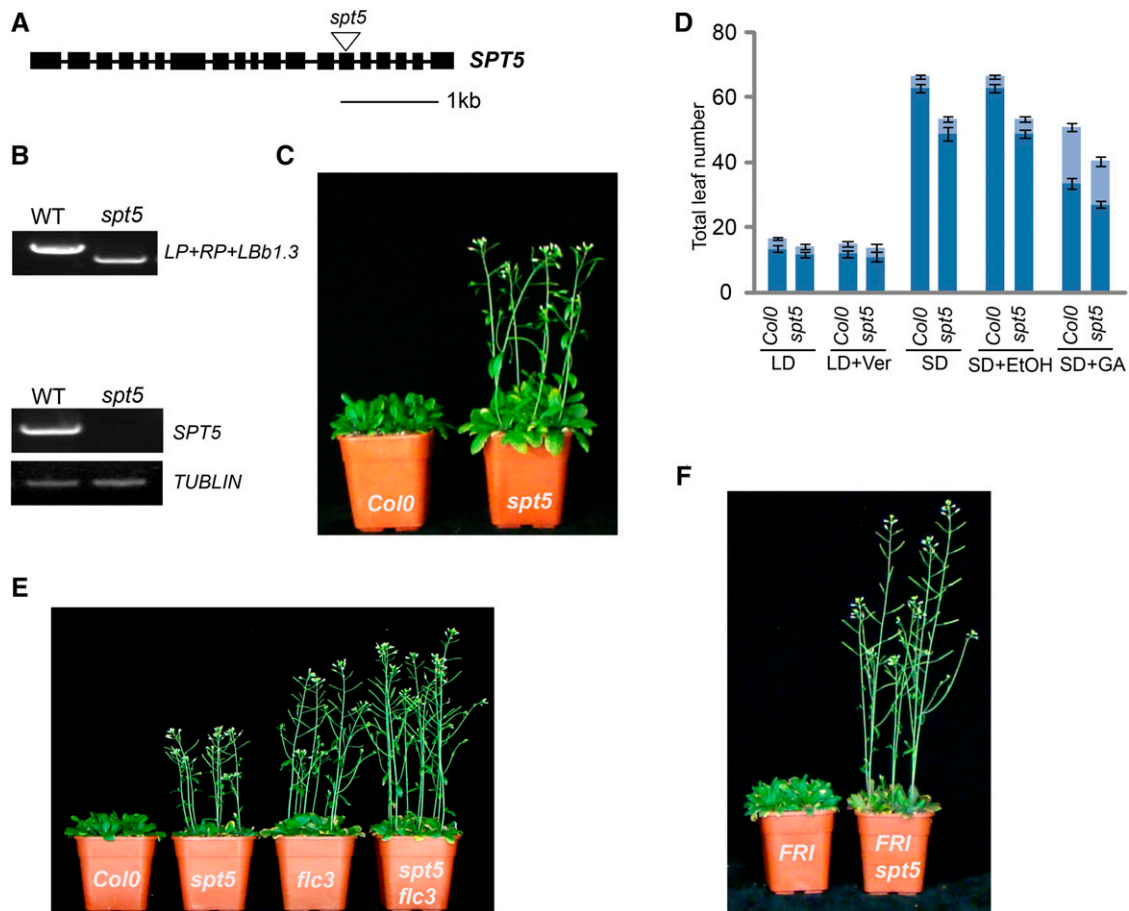 A
spt5
SPT5
1kb
B
WT spt5
LP+RP+LBb1.3
WT spt5
SPT5
TUBLIN
C
Col0
spt5
D
Total leaf number
80
60
40
20
0
Col0 spt5 Col0 spt5 Col0 spt5 Col0 spt5 Col0 spt5
LD LD+Ver SD SD+EtOH SD+GA
E
Col0
spt5
flc3
spt5
flc3
F
FRI
FRI
spt5